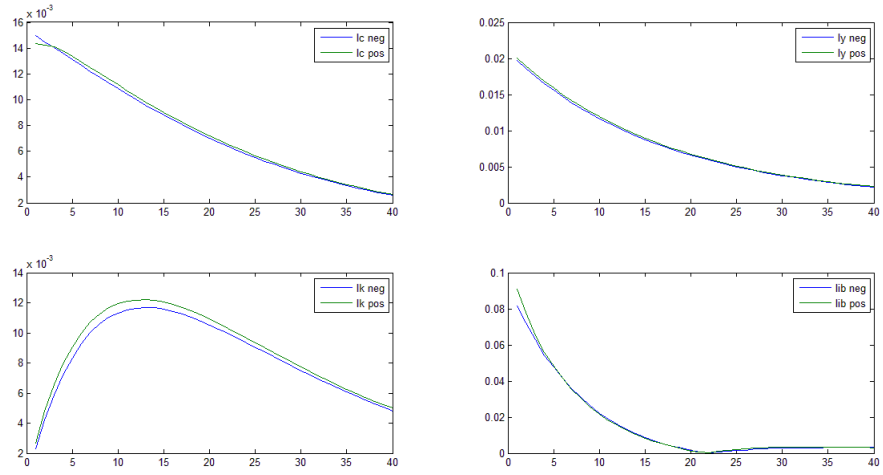 x 10⁻³
16
14
12
10
8
6
4
2
0 5 10 15 20 25 30 35 40
lc neg
lc pos
0.025
0.02
0.015
0.01
0.005
0
0 5 10 15 20 25 30 35 40
ly neg
ly pos
x 10⁻³
14
12
10
8
6
4
2
0 5 10 15 20 25 30 35 40
lk neg
lk pos
0.1
0.08
0.06
0.04
0.02
0
0 5 10 15 20 25 30 35 40
lib neg
lib pos